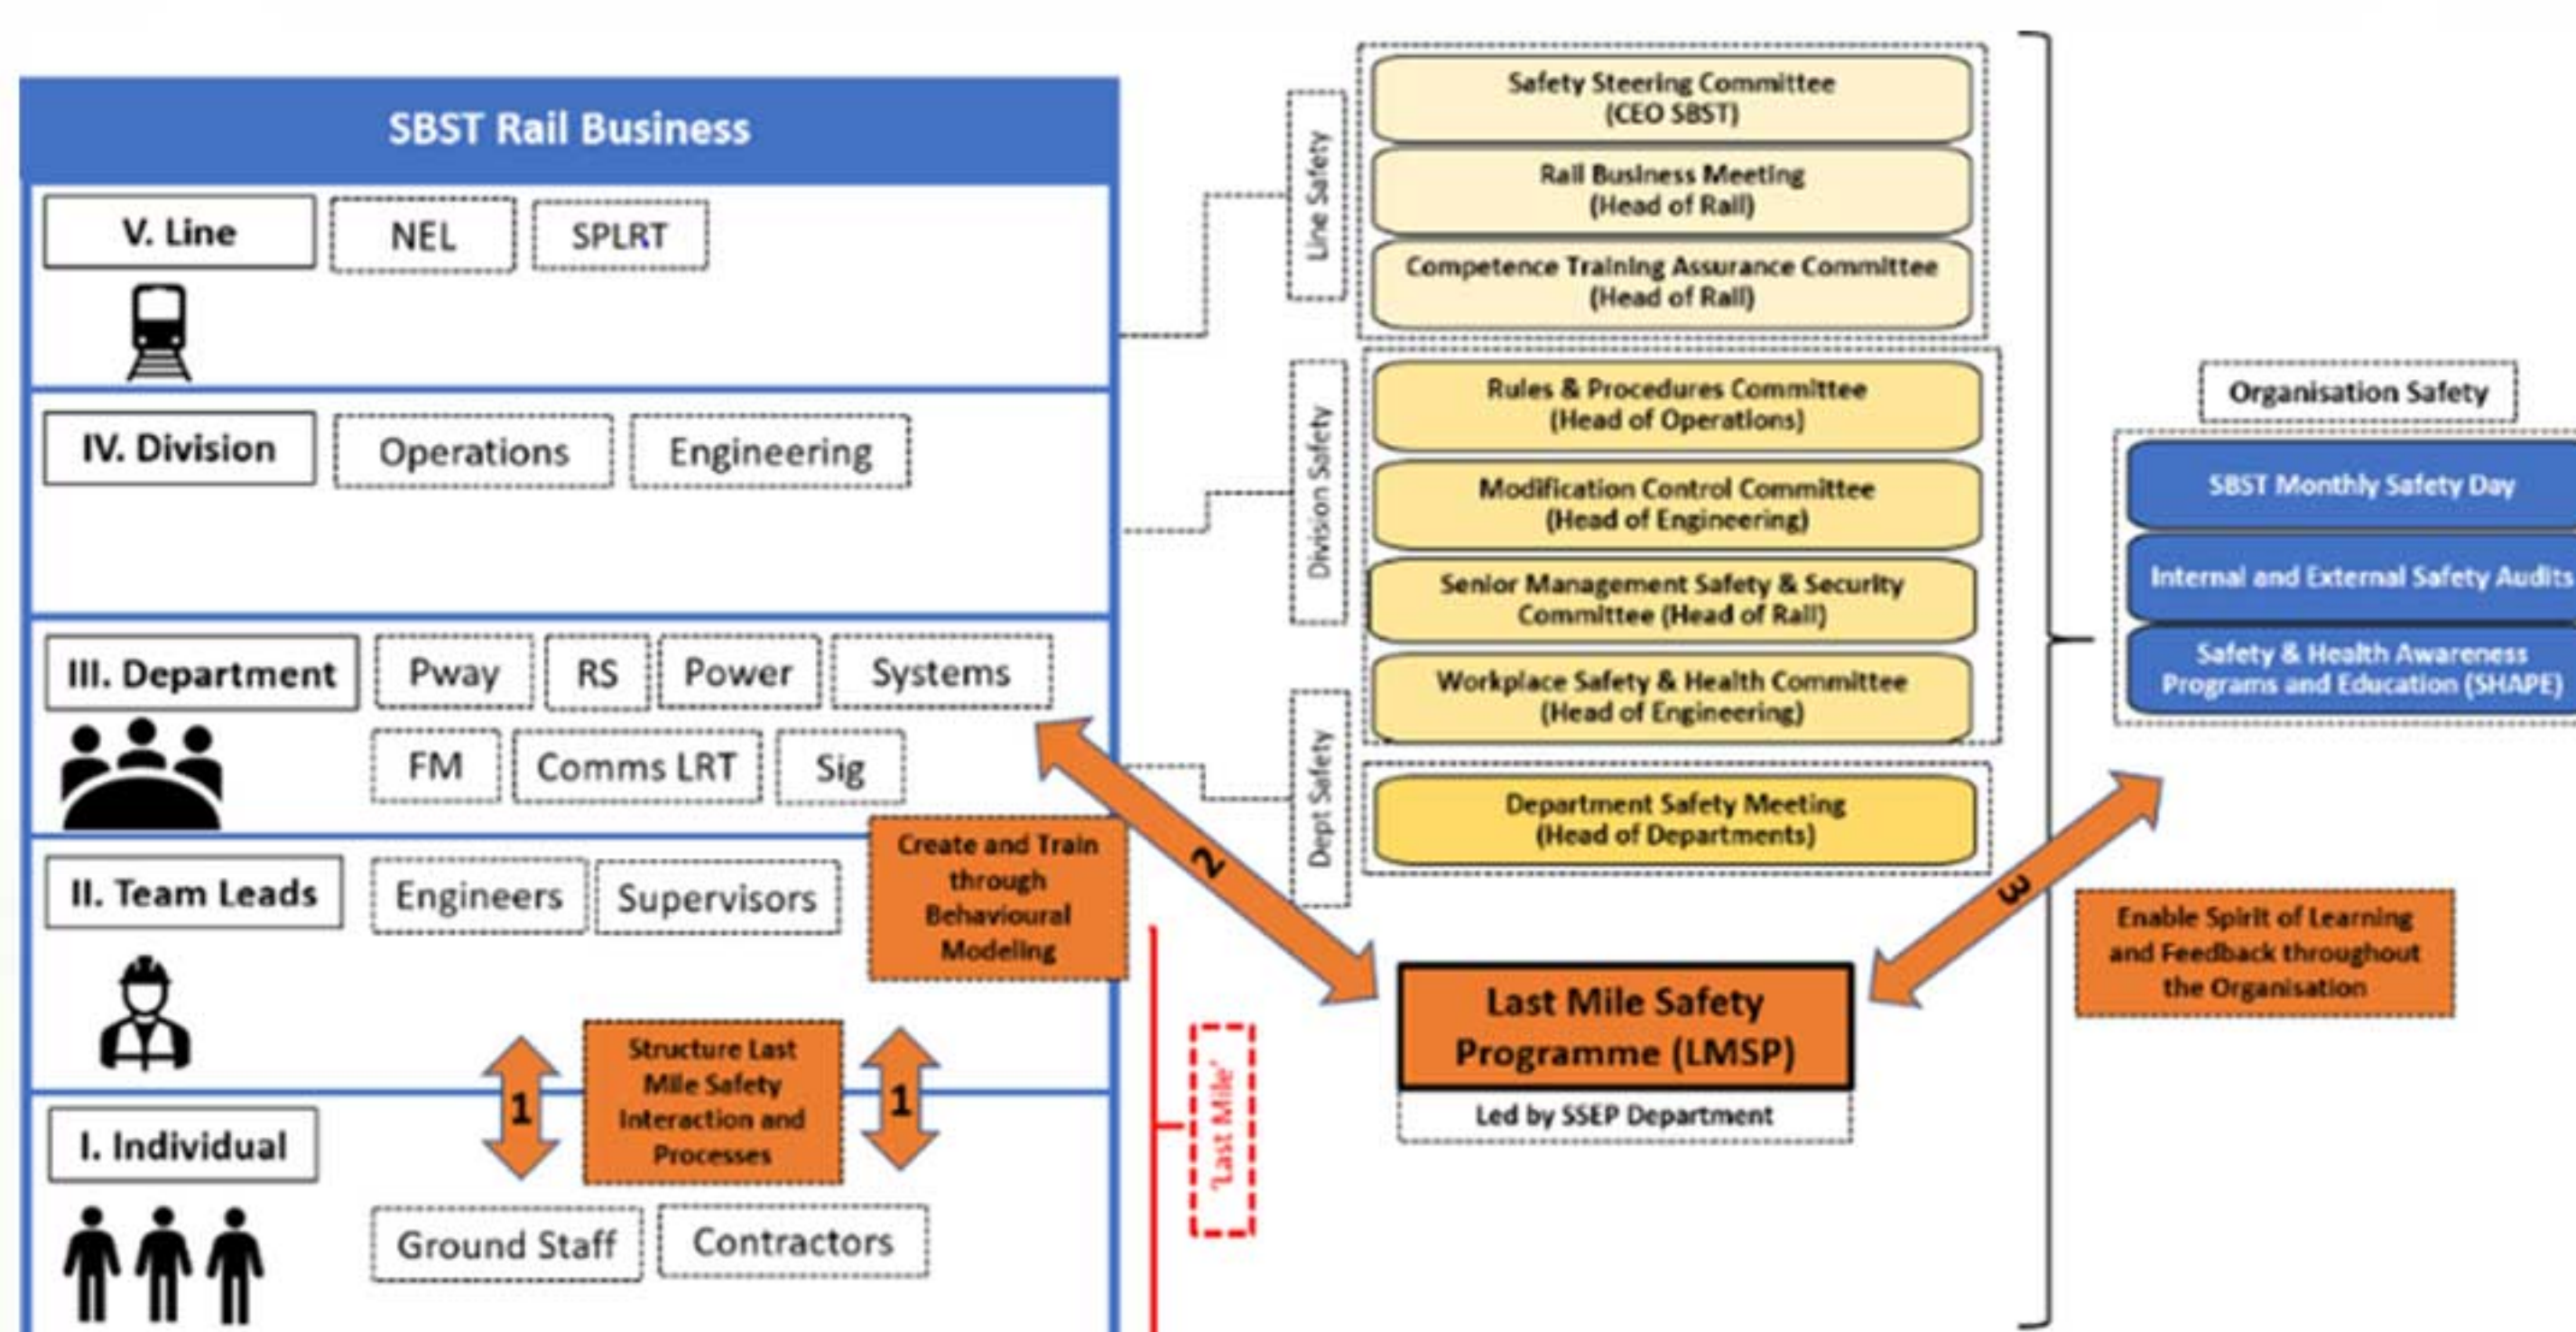 SBST Rail Business
V. Line
NEL
SPLRT
IV. Division
Operations
Engineering
III. Department
Pway
RS
Power
Systems
FM
Comms LRT
Sig
II. Team Leads
Engineers
Supervisors
Create and Train
through
Behavioural
Modeling
1
Structure Last
Mile Safety
Interaction and
Processes
1
I. Individual
Ground Staff
Contractors
'Last Mile'
Line Safety
Safety Steering Committee
(CEO SBST)
Rail Business Meeting
(Head of Rail)
Competence Training Assurance Committee
(Head of Rail)
Division Safety
Rules & Procedures Committee
(Head of Operations)
Modification Control Committee
(Head of Engineering)
Senior Management Safety & Security
Committee (Head of Rail)
Workplace Safety & Health Committee
(Head of Engineering)
Dept Safety
Department Safety Meeting
(Head of Departments)
2
3
Last Mile Safety
Programme (LMSP)
Led by SSEP Department
Organisation Safety
SBST Monthly Safety Day
Internal and External Safety Audits
Safety & Health Awareness
Programs and Education (SHAPE)
Enable Spirit of Learning
and Feedback throughout
the Organisation